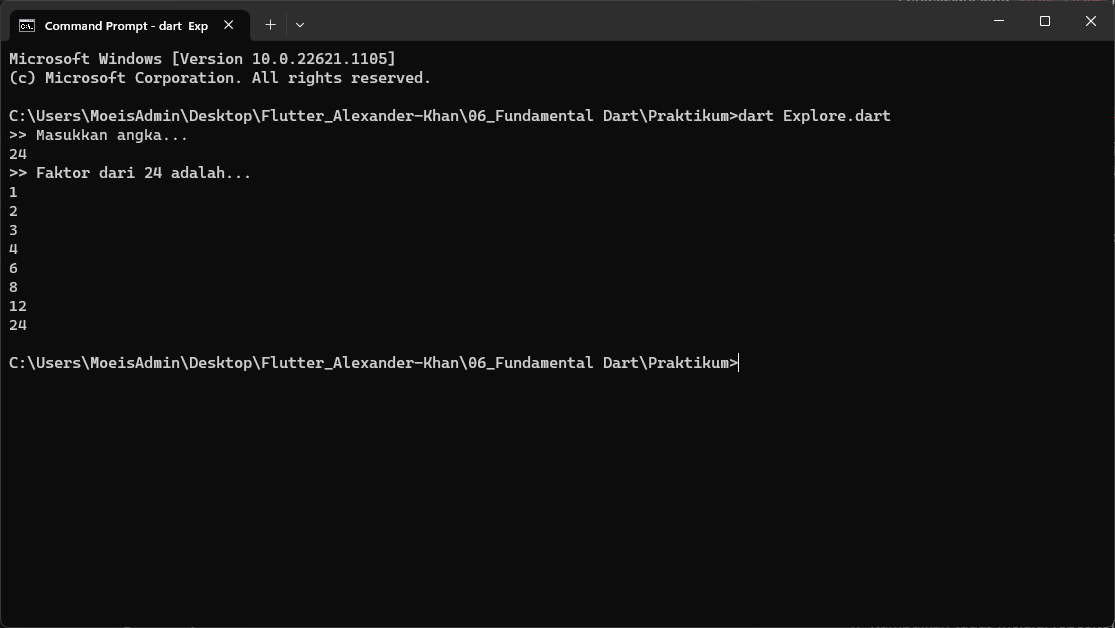 Command Prompt - dart Exp
Microsoft Windows [Version 10.0.22621.1105]
(c) Microsoft Corporation. All rights reserved.
C:\Users\MoeisAdmin\Desktop\Flutter_Alexander-Khan\06_Fundamental Dart\Praktikum>dart Explore.dart
>> Masukkan angka...
24
>> Faktor dari 24 adalah...
1
2
3
4
6
8
12
24
C:\Users\MoeisAdmin\Desktop\Flutter_Alexander-Khan\06_Fundamental Dart\Praktikum>